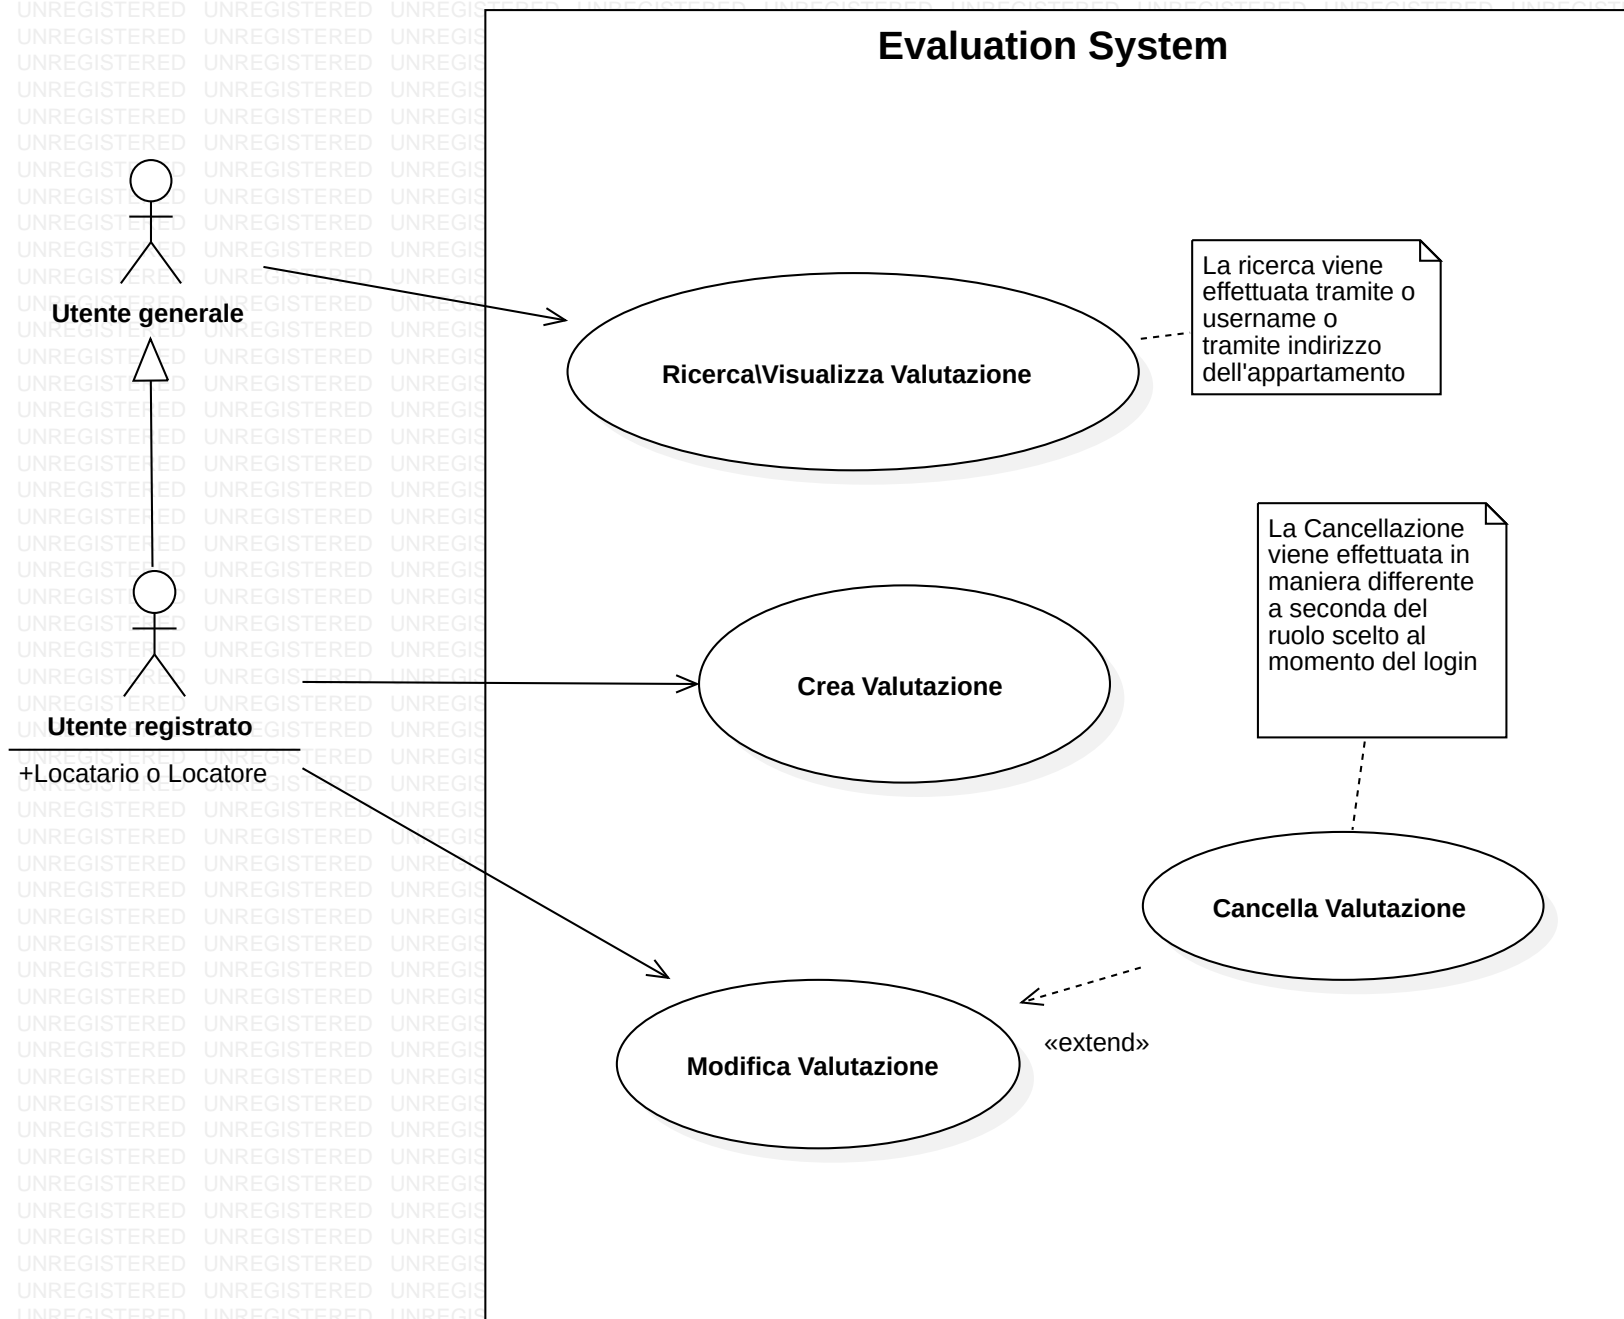 Evaluation System
Utente generale
La ricerca viene
effettuata tramite o
username o
tramite indirizzo
dell'appartamento
Ricerca\Visualizza Valutazione
La Cancellazione
viene effettuata in
maniera differente
a seconda del
ruolo scelto al
momento del login
Utente registrato
+Locatario o Locatore
Crea Valutazione
Cancella Valutazione
«extend»
Modifica Valutazione
UNREGISTERED